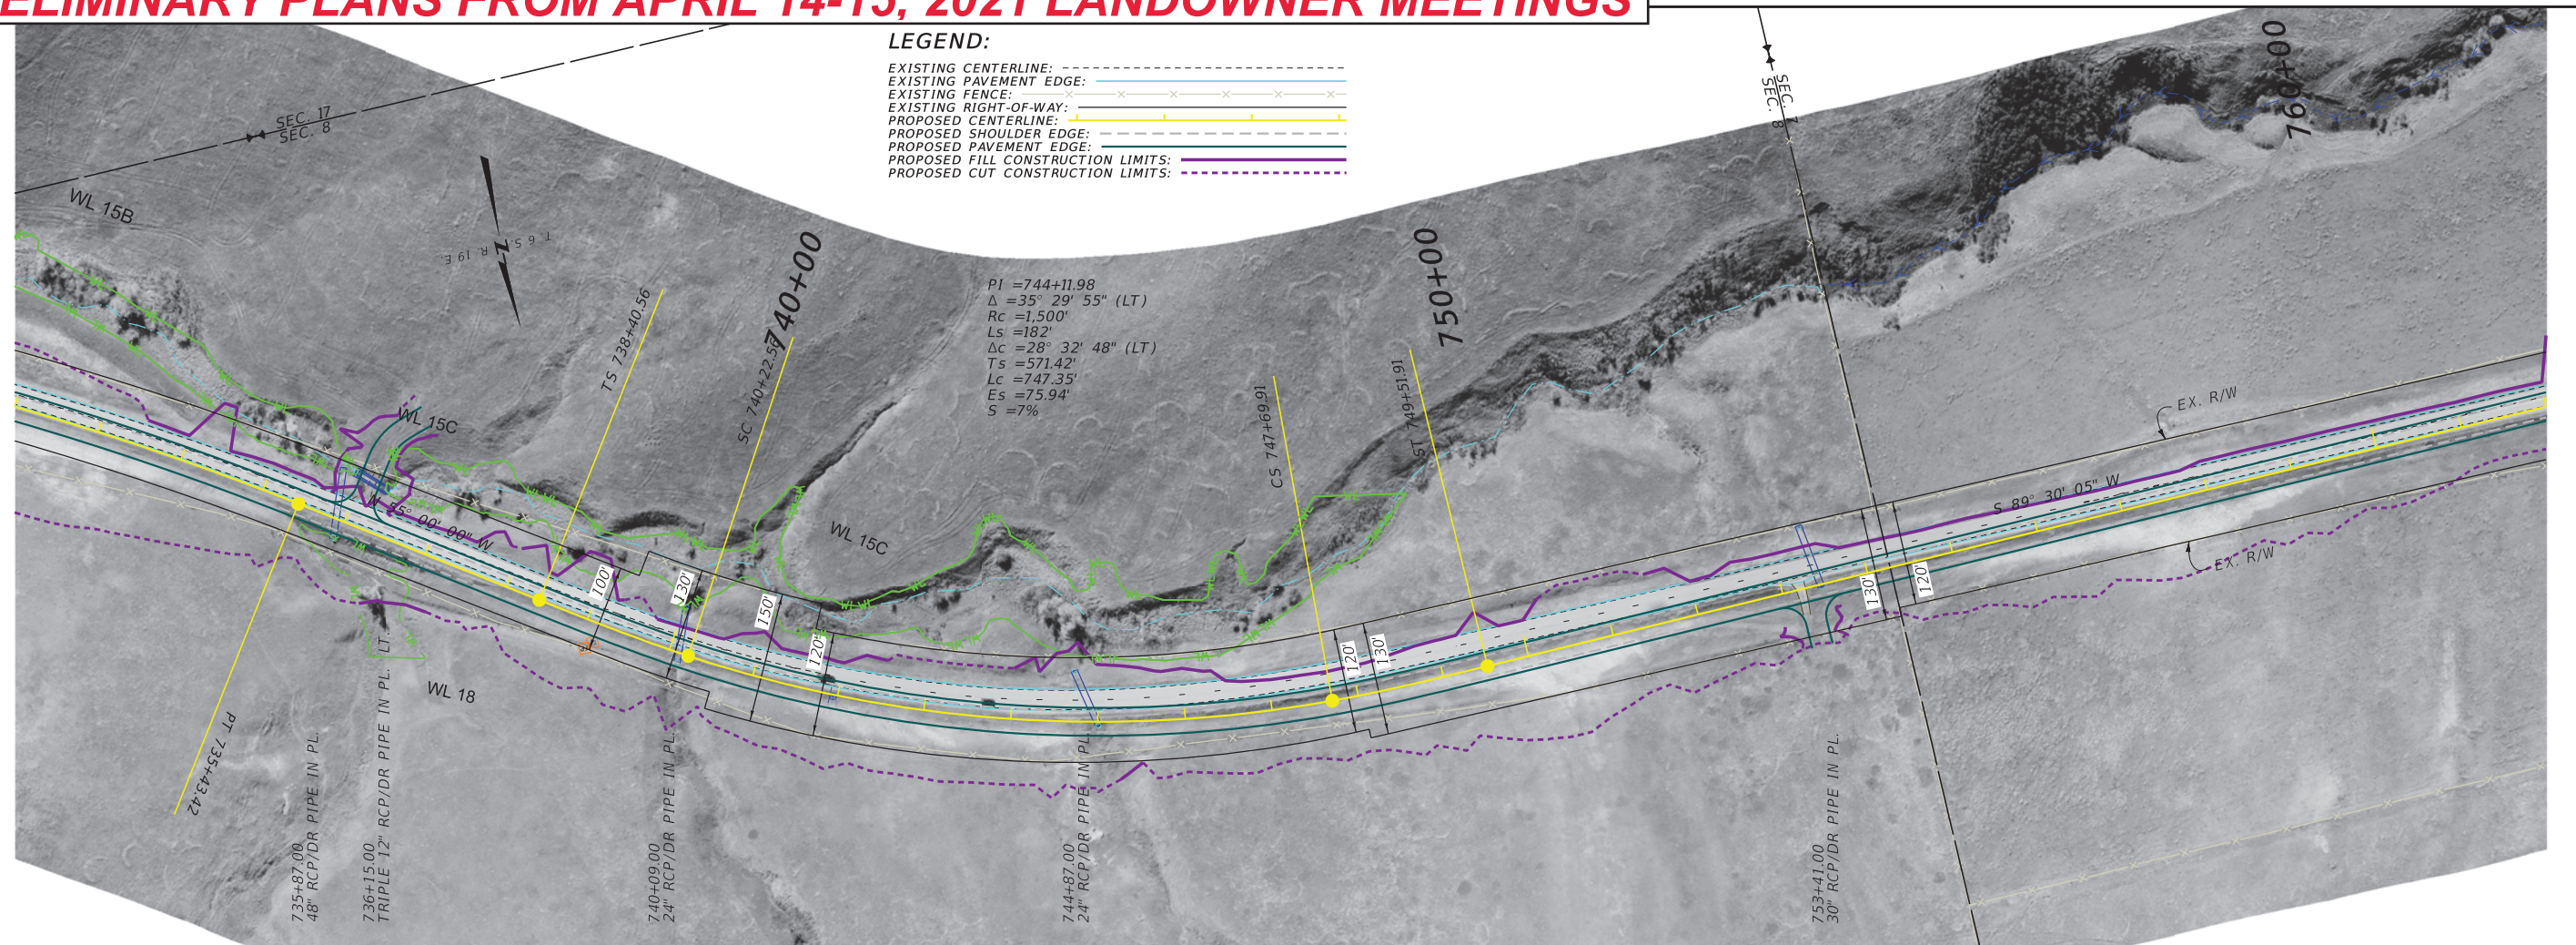 ELIMINARY PLANS FROM APRIL 14-15, 2021 LANDOWNER MEETINGS
LEGEND:
EXISTING CENTERLINE:
EXISTING PAVEMENT EDGE:
EXISTING FENCE:
EXISTING RIGHT-OF-WAY:
PROPOSED CENTERLINE:
PROPOSED SHOULDER EDGE:
PROPOSED PAVEMENT EDGE:
PROPOSED FILL CONSTRUCTION LIMITS:
PROPOSED CUT CONSTRUCTION LIMITS:
SEC. 17
SEC. 8
SEC. 7
SEC. 8
760+00
WL 15B
T. 6 S., R. 19 E.
740+00
750+00
PI =744+11.98
Δ =35° 29' 55" (LT)
Rc =1,500'
Ls =182'
Δc =28° 32' 48" (LT)
Ts =571.42'
Lc =747.35'
Es =75.94'
S =7%
TS 738+40.56
SC 740+22.56
CS 747+69.91
ST 749+51.91
WL 15C
EX. R/W
S 89° 30' 05" W
N 55° 00' 00" W
WL 15C
EX. R/W
100'
130'
150'
120'
120'
130'
130'
120'
WL 18
PT 735+43.42
735+87.00
48" RCP/DR PIPE IN PL.
736+15.00
TRIPLE 12" RCP/DR PIPE IN PL. LT
740+09.00
24" RCP/DR PIPE IN PL.
744+87.00
24" RCP/DR PIPE IN PL.
753+41.00
30" RCP/DR PIPE IN PL.